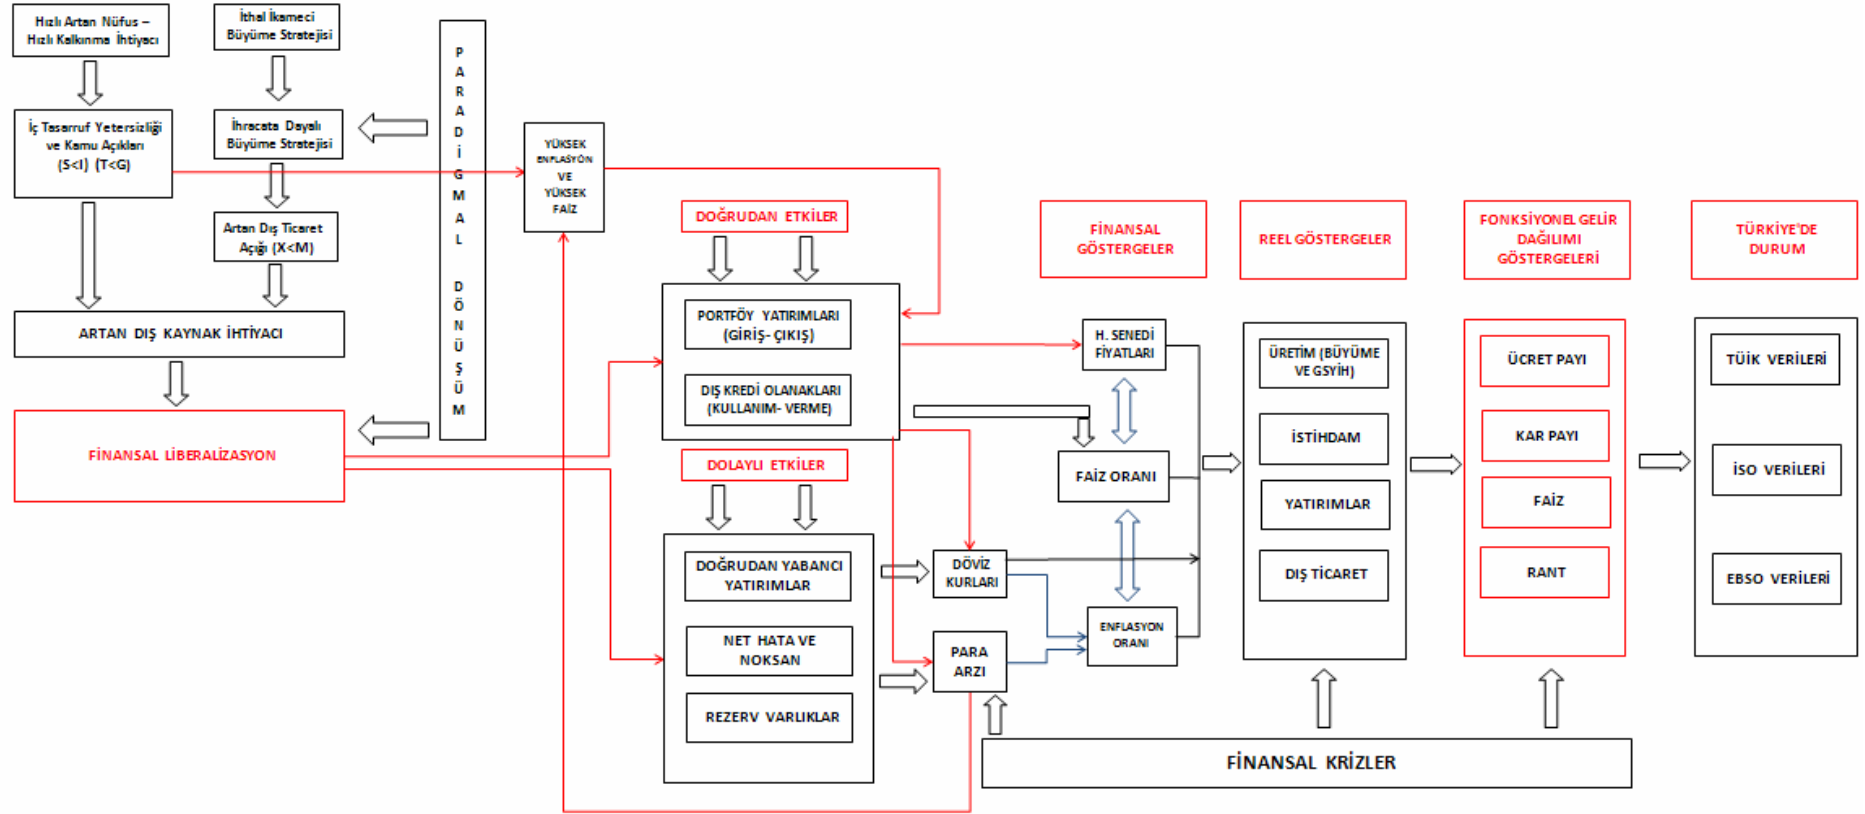 Hızlı Artan Nüfus –
Hızlı Kalkınma İhtiyacı
İthal İkameci
Büyüme Stratejisi
İç Tasarruf Yetersizliği
ve Kamu Açıkları
(S<I) (T<G)
İhracata Dayalı
Büyüme Stratejisi
Artan Dış Ticaret
Açığı (X<M)
ARTAN DIŞ KAYNAK İHTİYACI
FİNANSAL LİBERALİZASYON
PARADİGMAL DÖNÜŞÜM
YÜKSEK
ENFLASYON
VE
YÜKSEK
FAİZ
DOĞRUDAN ETKİLER
PORTFÖY YATIRIMLARI
(GİRİŞ- ÇIKIŞ)
DIŞ KREDİ OLANAKLARI
(KULLANIM- VERME)
DOLAYLI ETKİLER
DOĞRUDAN YABANCI
YATIRIMLAR
NET HATA VE
NOKSAN
REZERV VARLIKLAR
DÖVİZ
KURLARI
PARA
ARZI
FİNANSAL
GÖSTERGELER
H. SENEDİ
FİYATLARI
FAİZ ORANI
ENFLASYON
ORANI
REEL GÖSTERGELER
ÜRETİM (BÜYÜME
VE GSYİH)
İSTİHDAM
YATIRIMLAR
DIŞ TİCARET
FONKSİYONEL GELİR
DAĞILIMI
GÖSTERGELERİ
ÜCRET PAYI
KAR PAYI
FAİZ
RANT
TÜRKİYE'DE
DURUM
TÜİK VERİLERİ
İSO VERİLERİ
EBSO VERİLERİ
FİNANSAL KRİZLER